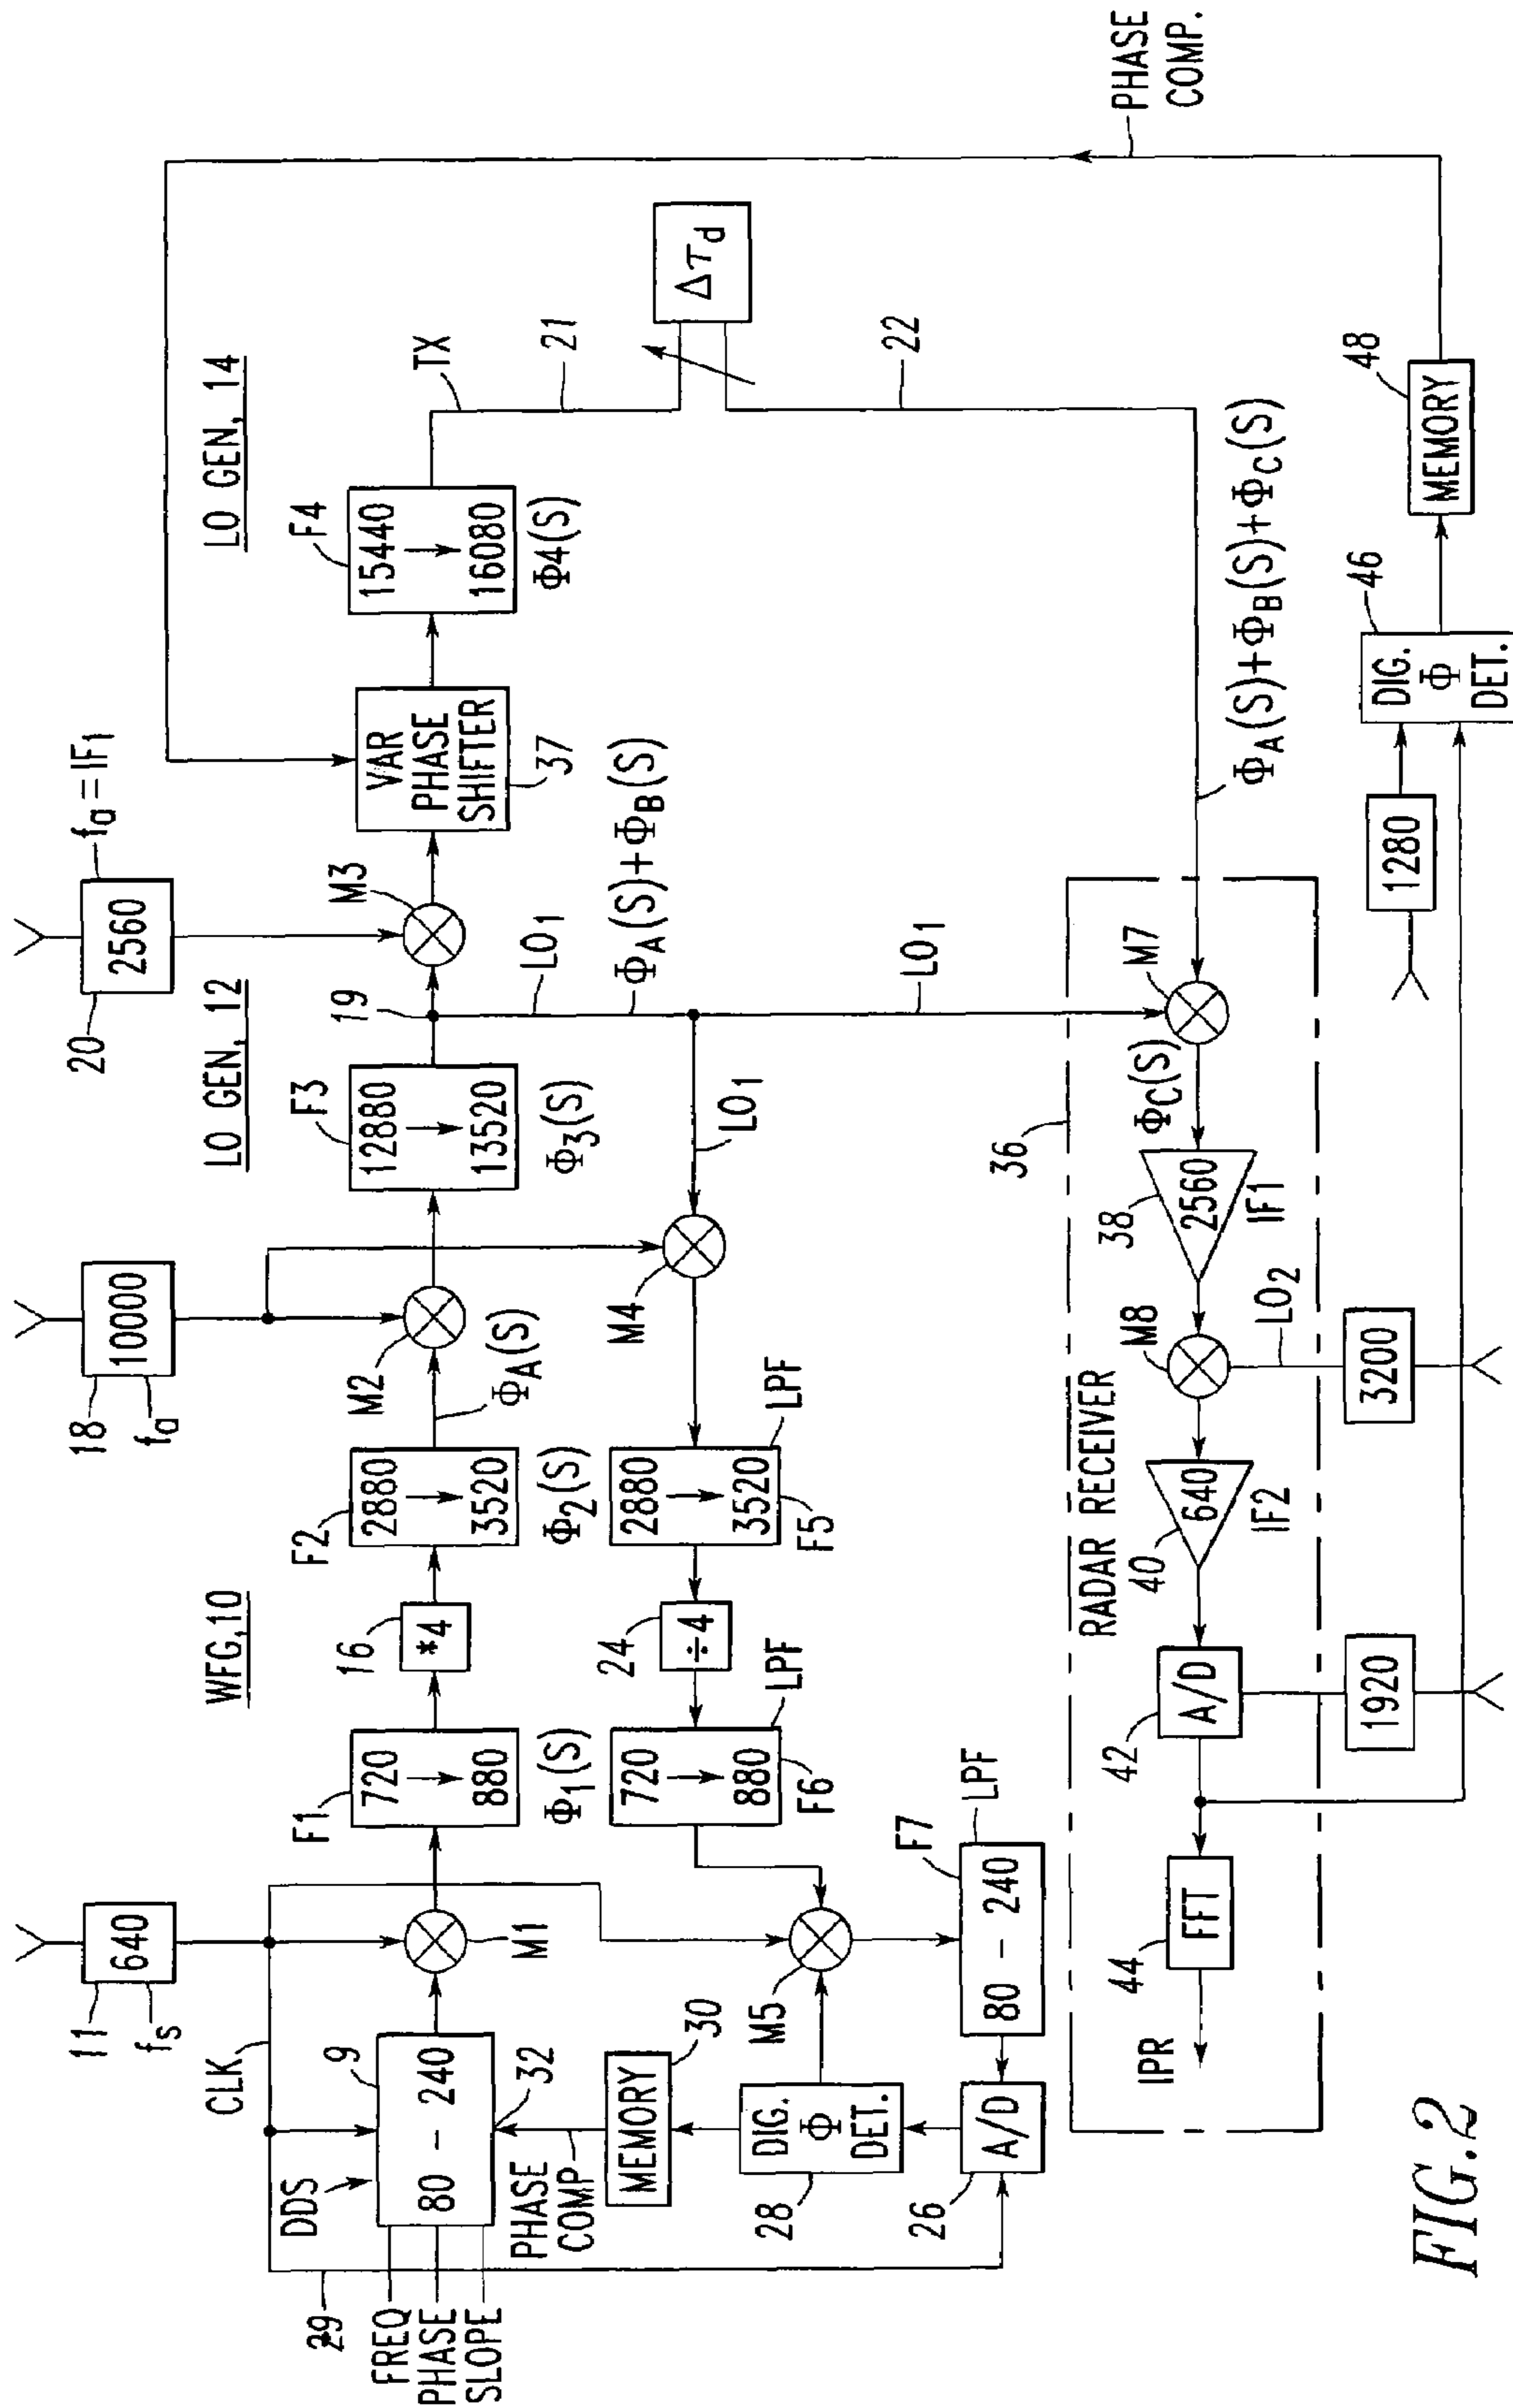 11
640
fs
CLK
DDS
9
80 - 240
FREQ
PHASE
SLOPE
29
32
PHASE
COMP
MEMORY
30
DIG.
Φ
DET.
28
A/D
26
M1
M5
F7
LPF
80 - 240
WFG,10
F1
720
880
Φ1(S)
16
*4
F2
2880
3520
Φ2(S)
ΦA(S)
M2
18
10000
fa
LO GEN, 12
F3
12880
13520
Φ3(S)
19
20
2560
fa=IF1
M3
LO1
ΦA(S)+ΦB(S)
VAR
PHASE
SHIFTER
37
LO GEN, 14
F4
15440
16080
Φ4(S)
TX
21
Δτd
22
PHASE
COMP.
LO1
M4
LPF
2880
3520
F5
24
÷4
LPF
720
880
F6
ΦA(S)+ΦB(S)+ΦC(S)
36
RADAR RECEIVER
LO1
M7
ΦC(S)
38
2560
IF1
M8
LO2
3200
40
640
IF2
42
A/D
1920
44
FFT
IPR
1280
46
DIG.
Φ
DET.
48
MEMORY
FIG.2